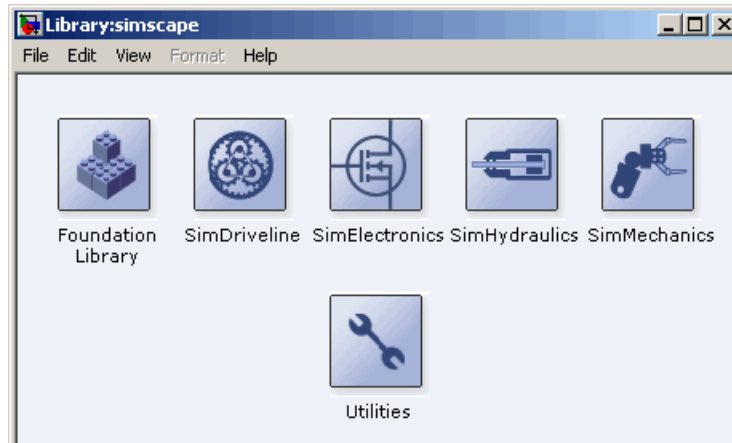 Library:simscape
File Edit View Format Help
Foundation Library
SimDriveline
SimElectronics
SimHydraulics
SimMechanics
Utilities